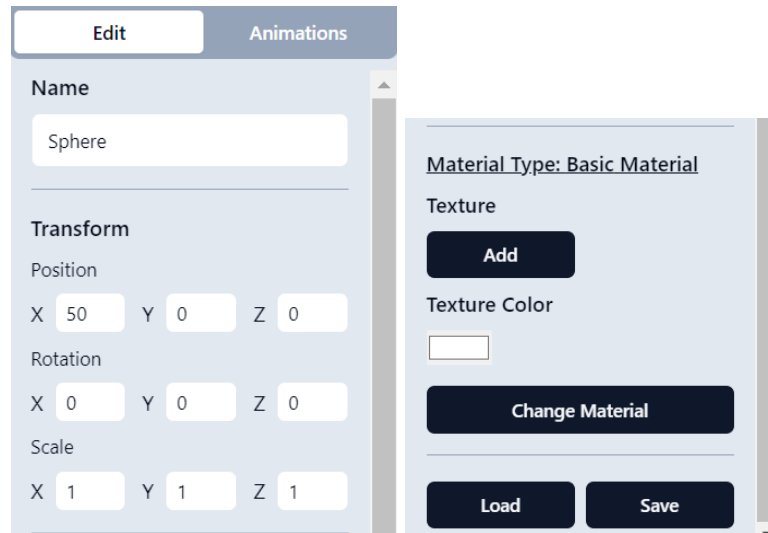 Edit Animations
Name
Sphere
Transform
Position
X 50 Y 0 Z 0
Rotation
X 0 Y 0 Z 0
Scale
X 1 Y 1 Z 1
Material Type: Basic Material
Texture
Add
Texture Color
Change Material
Load Save